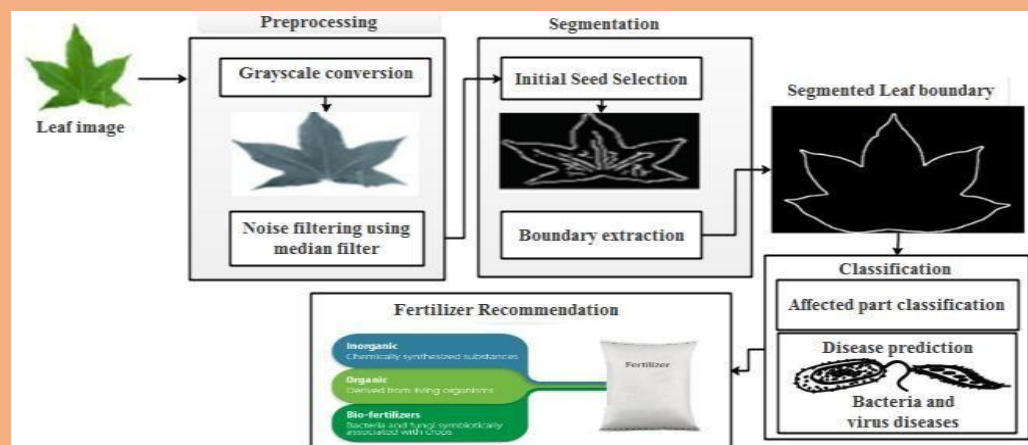 Preprocessing
Segmentation
Leaf image
Grayscale conversion
Noise filtering using
median filter
Initial Seed Selection
Boundary extraction
Segmented Leaf boundary
Classification
Affected part classification
Disease prediction
Bacteria and
virus diseases
Fertilizer Recommendation
Inorganic
Chemically synthesized substances
Organic
Derived from living organisms
Bio-fertilizers
Bacteria and fungi symbiotically
associated with crops
Fertilizer